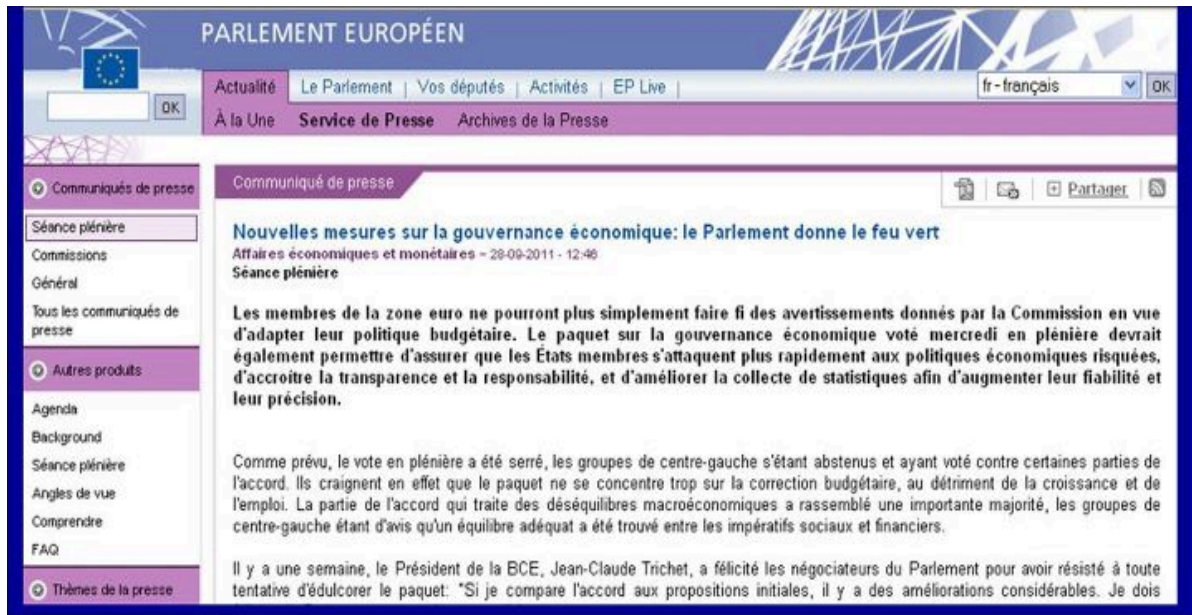 PARLEMENT EUROPÉEN
Actualité Le Parlement | Vos députés | Activités | EP Live |
fr-français OK
OK
À la Une Service de Presse Archives de la Presse
Communiqués de presse
Séance plénière
Commissions
Général
Tous les communiqués de
presse
Autres produits
Agenda
Background
Séance plénière
Angles de vue
Comprendre
FAQ
Thèmes de la presse
Communiqué de presse
Partager
Nouvelles mesures sur la gouvernance économique: le Parlement donne le feu vert
Affaires économiques et monétaires − 28-09-2011 - 12:46
Séance plénière
Les membres de la zone euro ne pourront plus simplement faire fi des avertissements donnés par la Commission en vue
d'adapter leur politique budgétaire. Le paquet sur la gouvernance économique voté mercredi en plénière devrait
également permettre d'assurer que les États membres s'attaquent plus rapidement aux politiques économiques risquées,
d'accroître la transparence et la responsabilité, et d'améliorer la collecte de statistiques afin d'augmenter leur fiabilité et
leur précision.
Comme prévu, le vote en plénière a été serré, les groupes de centre-gauche s'étant abstenus et ayant voté contre certaines parties de
l'accord. Ils craignent en effet que le paquet ne se concentre trop sur la correction budgétaire, au détriment de la croissance et de
l'emploi. La partie de l'accord qui traite des déséquilibres macroéconomiques a rassemblé une importante majorité, les groupes de
centre-gauche étant d'avis qu'un équilibre adéquat a été trouvé entre les impératifs sociaux et financiers.
Il y a une semaine, le Président de la BCE, Jean-Claude Trichet, a félicité les négociateurs du Parlement pour avoir résisté à toute
tentative d'édulcorer le paquet: "Si je compare l'accord aux propositions initiales, il y a des améliorations considérables. Je dois